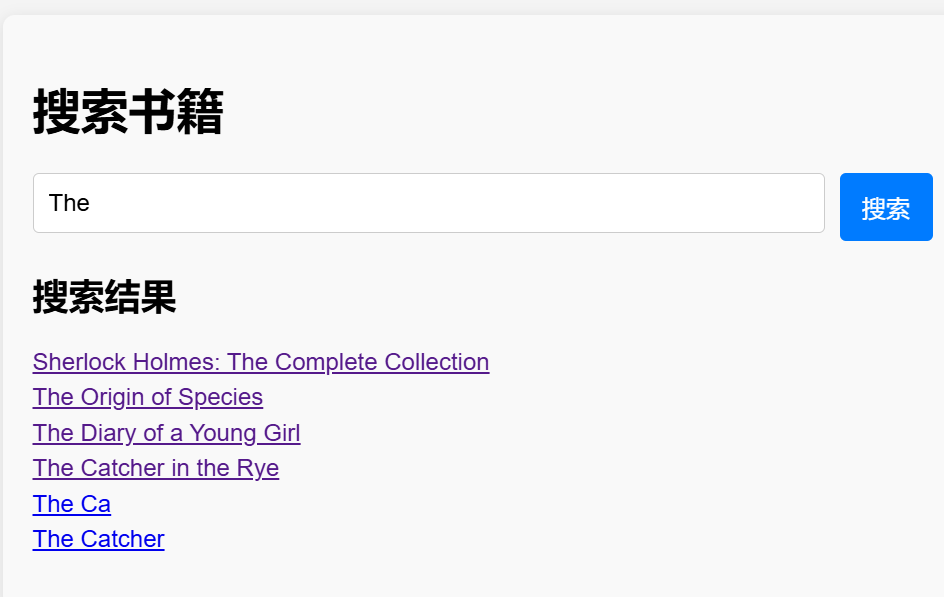 搜索书籍
The
搜索
搜索结果
Sherlock Holmes: The Complete Collection
The Origin of Species
The Diary of a Young Girl
The Catcher in the Rye
The Ca
The Catcher